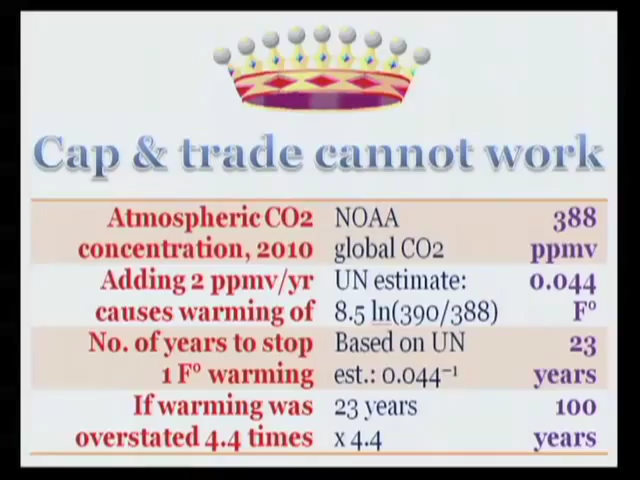 Cap & trade cannot work
Atmospheric CO2 NOAA 388
concentration, 2010 global CO2 ppmv
Adding 2 ppmv/yr UN estimate: 0.044
causes warming of 8.5 ln(390/388) Fº
No. of years to stop Based on UN 23
1 Fº warming est.: 0.044⁻¹ years
If warming was 23 years 100
overstated 4.4 times x 4.4 years